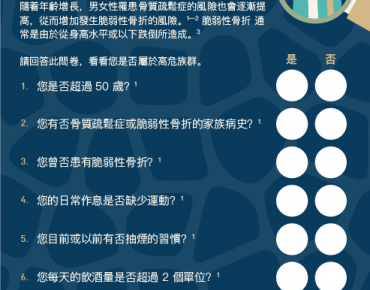 隨着年齡增長，男女性罹患骨質疏鬆症的風險也會逐漸提
高，從而增加發生脆弱性骨折的風險。¹⁻² 脆弱性骨折 通
常是由於從身高水平或以下跌倒所造成。³
請回答此問卷，看看您是否屬於高危族群。
是 否
1. 您是否超過 50 歲? ¹
2. 您有否骨質疏鬆症或脆弱性骨折的家族病史? ¹
3. 您曾否患有脆弱性骨折? ¹
4. 您的日常作息是否缺少運動? ¹
5. 您目前或以前有否抽煙的習慣? ¹
6. 您每天的飲酒量是否超過 2 個單位? ¹